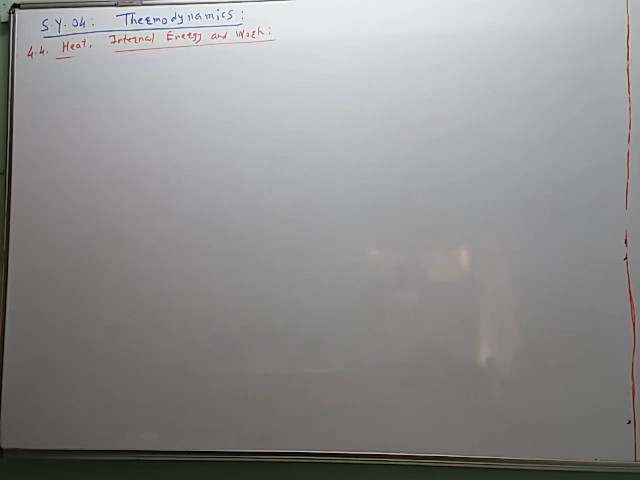 S.Y. 04: Thermodynamics:
4.4. Heat, Internal Energy and Work: